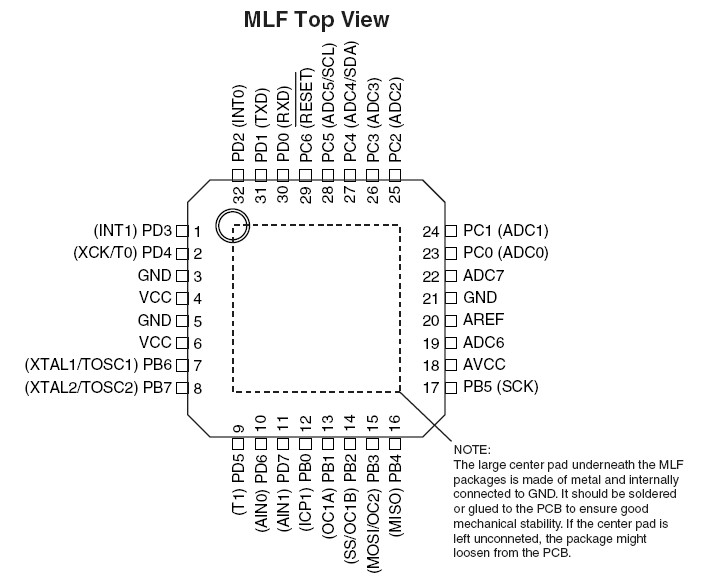 MLF Top View
PD2 (INT0)
PD1 (TXD)
PD0 (RXD)
PC6 (RESET)
PC5 (ADC5/SCL)
PC4 (ADC4/SDA)
PC3 (ADC3)
PC2 (ADC2)
32
31
30
29
28
27
26
25
(INT1) PD3 1
(XCK/T0) PD4 2
GND 3
VCC 4
GND 5
VCC 6
(XTAL1/TOSC1) PB6 7
(XTAL2/TOSC2) PB7 8
24 PC1 (ADC1)
23 PC0 (ADC0)
22 ADC7
21 GND
20 AREF
19 ADC6
18 AVCC
17 PB5 (SCK)
9
10
11
12
13
14
15
16
(T1) PD5
(AIN0) PD6
(AIN1) PD7
(ICP1) PB0
(OC1A) PB1
(SS/OC1B) PB2
(MOSI/OC2) PB3
(MISO) PB4
NOTE:
The large center pad underneath the MLF
packages is made of metal and internally
connected to GND. It should be soldered
or glued to the PCB to ensure good
mechanical stability. If the center pad is
left unconneted, the package might
loosen from the PCB.